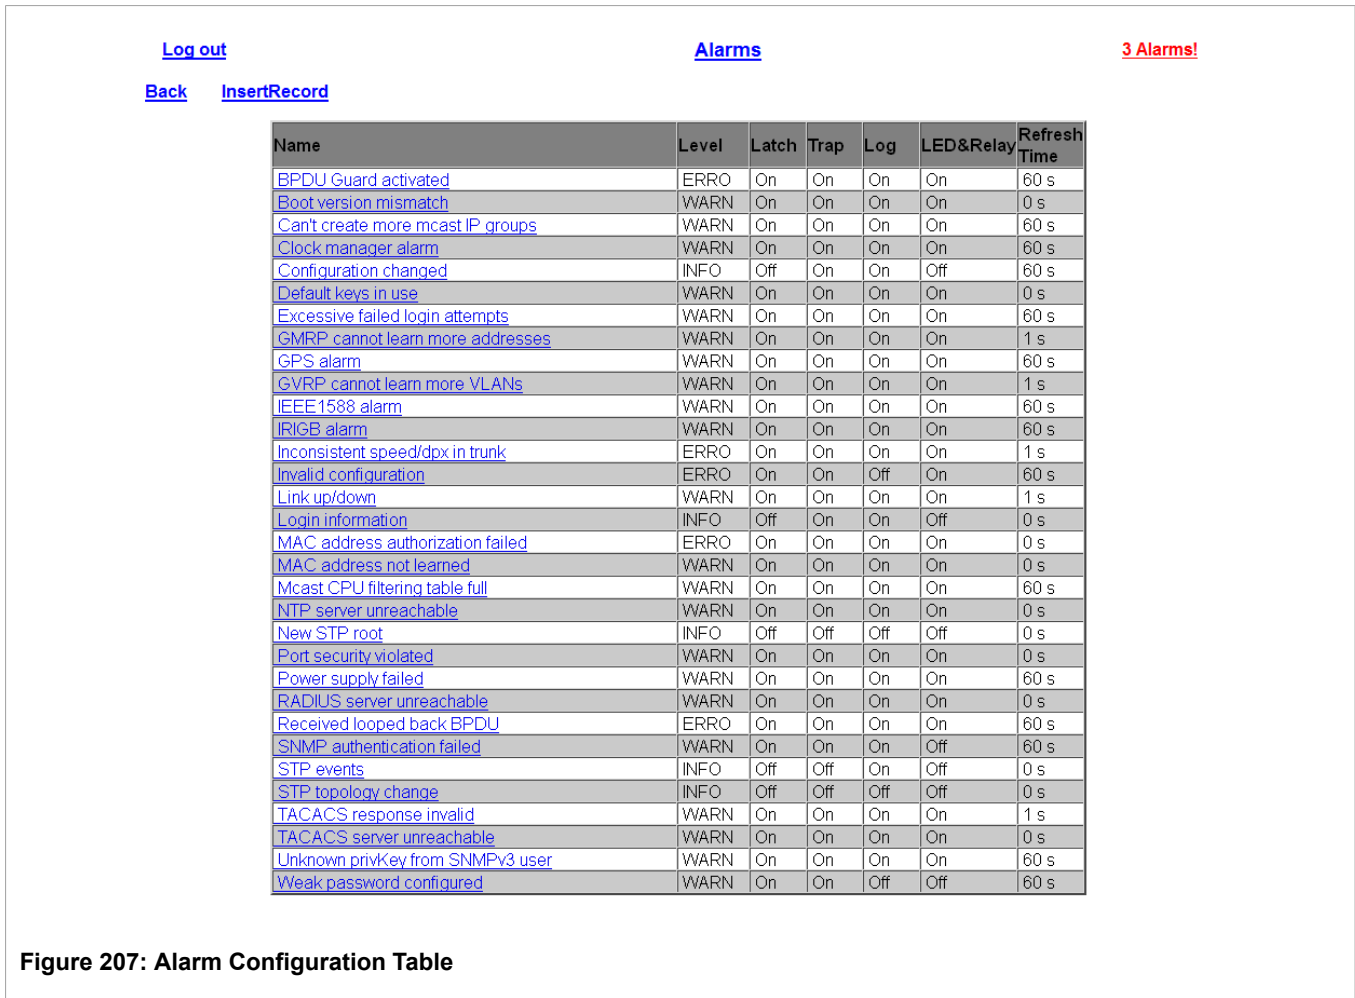 Log out Alarms 3 Alarms!
Back InsertRecord
Name Level Latch Trap Log LED&Relay Refresh Time
BPDU Guard activated ERRO On On On On 60 s
Boot version mismatch WARN On On On On 0 s
Can't create more mcast IP groups WARN On On On On 60 s
Clock manager alarm WARN On On On On 60 s
Configuration changed INFO Off On On Off 60 s
Default keys in use WARN On On On On 0 s
Excessive failed login attempts WARN On On On On 60 s
GMRP cannot learn more addresses WARN On On On On 1 s
GPS alarm WARN On On On On 60 s
GVRP cannot learn more VLANs WARN On On On On 1 s
IEEE1588 alarm WARN On On On On 60 s
IRIGB alarm WARN On On On On 60 s
Inconsistent speed/dpx in trunk ERRO On On On On 1 s
Invalid configuration ERRO On On Off On 60 s
Link up/down WARN On On On On 1 s
Login information INFO Off On On Off 0 s
MAC address authorization failed ERRO On On On On 0 s
MAC address not learned WARN On On On On 0 s
Mcast CPU filtering table full WARN On On On On 60 s
NTP server unreachable WARN On On On On 0 s
New STP root INFO Off Off Off Off 0 s
Port security violated WARN On On On On 0 s
Power supply failed WARN On On On On 60 s
RADIUS server unreachable WARN On On On On 0 s
Received looped back BPDU ERRO On On On On 60 s
SNMP authentication failed WARN On On On Off 60 s
STP events INFO Off Off On Off 0 s
STP topology change INFO Off Off Off Off 0 s
TACACS response invalid WARN On On On On 1 s
TACACS server unreachable WARN On On On On 0 s
Unknown privKey from SNMPv3 user WARN On On On On 60 s
Weak password configured WARN On On Off Off 60 s
Figure 207: Alarm Configuration Table